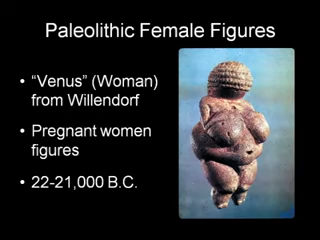 Paleolithic Female Figures
• “Venus” (Woman)
from Willendorf
• Pregnant women
figures
• 22-21,000 B.C.